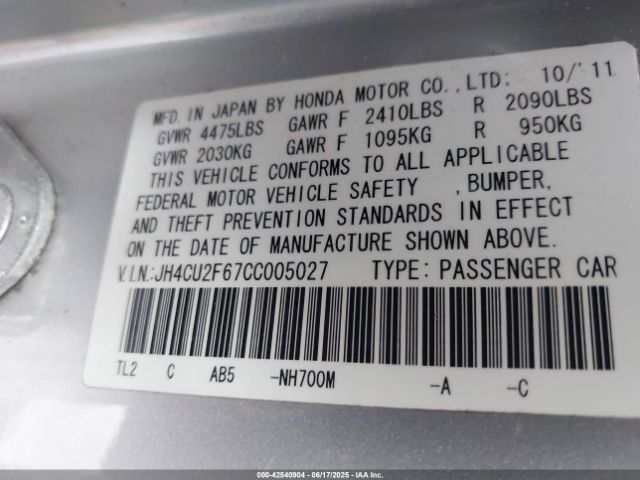 MFD. IN JAPAN BY HONDA MOTOR CO., LTD; 10/'11
GVWR 4475LBS GAWR F 2410LBS R 2090LBS
GVWR 2030KG GAWR F 1095KG R 950KG
THIS VEHICLE CONFORMS TO ALL APPLICABLE
FEDERAL MOTOR VEHICLE SAFETY , BUMPER,
AND THEFT PREVENTION STANDARDS IN EFFECT
ON THE DATE OF MANUFACTURE SHOWN ABOVE.
V.I.N.:JH4CU2F67CC005027 TYPE: PASSENGER CAR
TL2 C AB5 -NH700M -A -C
000-42540904 - 06/17/2025 - IAA Corp.